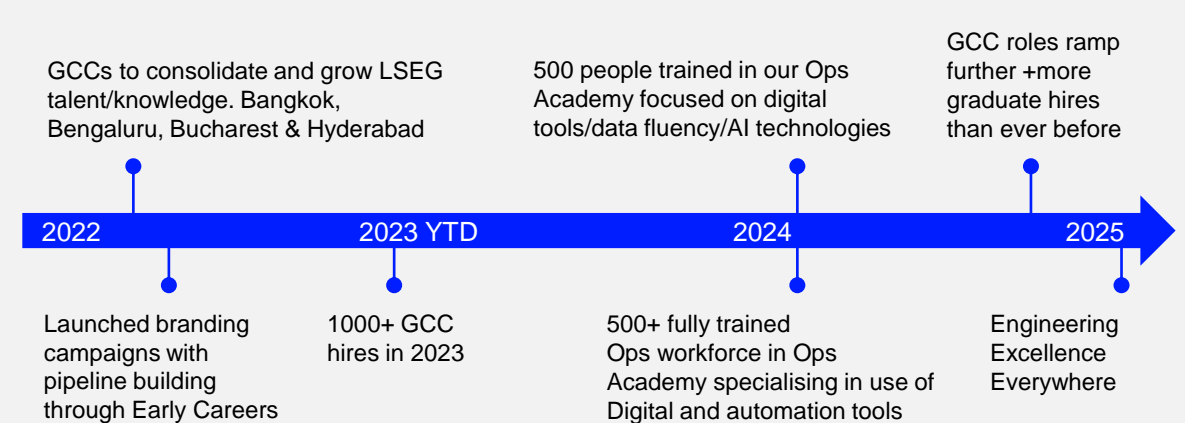 GCCs to consolidate and grow LSEG
talent/knowledge. Bangkok,
Bengaluru, Bucharest & Hyderabad
500 people trained in our Ops
Academy focused on digital
tools/data fluency/AI technologies
GCC roles ramp
further +more
graduate hires
than ever before
2022
2023 YTD
2024
2025
Launched branding
campaigns with
pipeline building
through Early Careers
1000+ GCC
hires in 2023
500+ fully trained
Ops workforce in Ops
Academy specialising in use of
Digital and automation tools
Engineering
Excellence
Everywhere